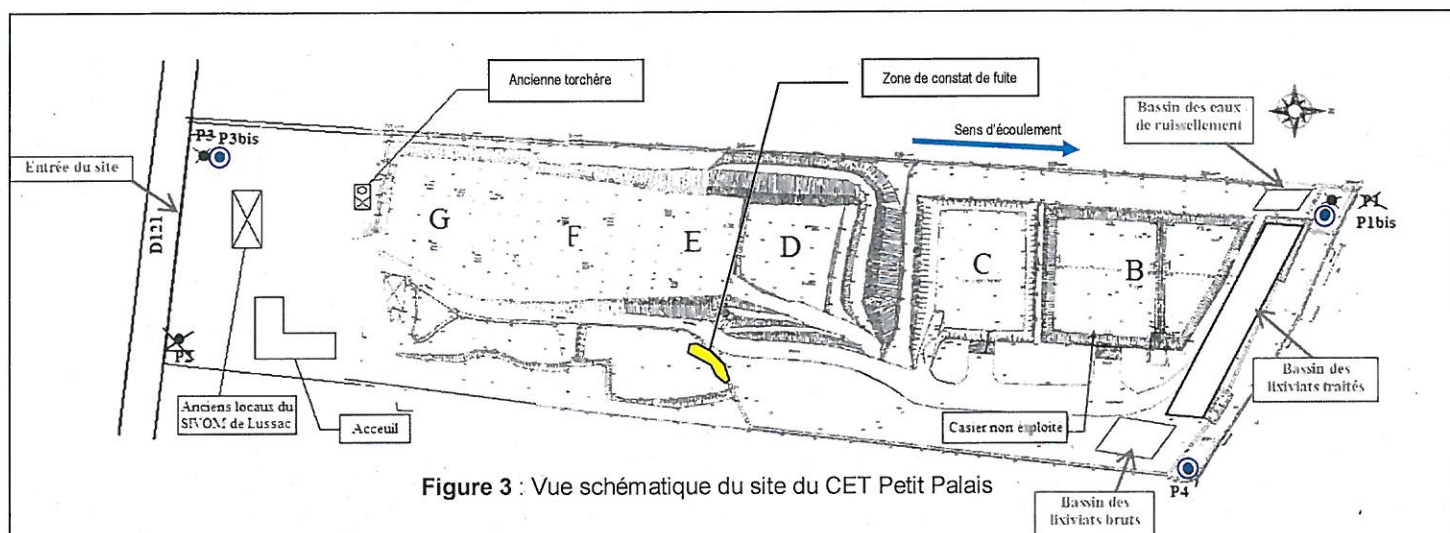 Ancienne torchère
Zone de constat de fuite
Bassin des eaux
de ruissellement
Sens d'écoulement
P3 P3bis
Entrée du site
P1
P1bis
G
F
E
D
C
B
D121
Bassin des
lixiviats traités
Anciens locaux du
SIVOM de Lussac
Acceuil
Casier non exploite
P4
Figure 3 : Vue schématique du site du CET Petit Palais
Bassin des
lixiviats bruts